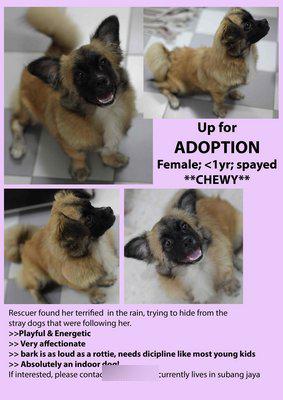 Up for
ADOPTION
Female; <1yr; spayed
**CHEWY**
Rescuer found her terrified in the rain, trying to hide from the
stray dogs that were following her.
>>Playful & Energetic
>> Very affectionate
>> bark is as loud as a rottie, needs dicipline like most young kids
>> Absolutely an indoor dog!
If interested, please contac currently lives in subang jaya